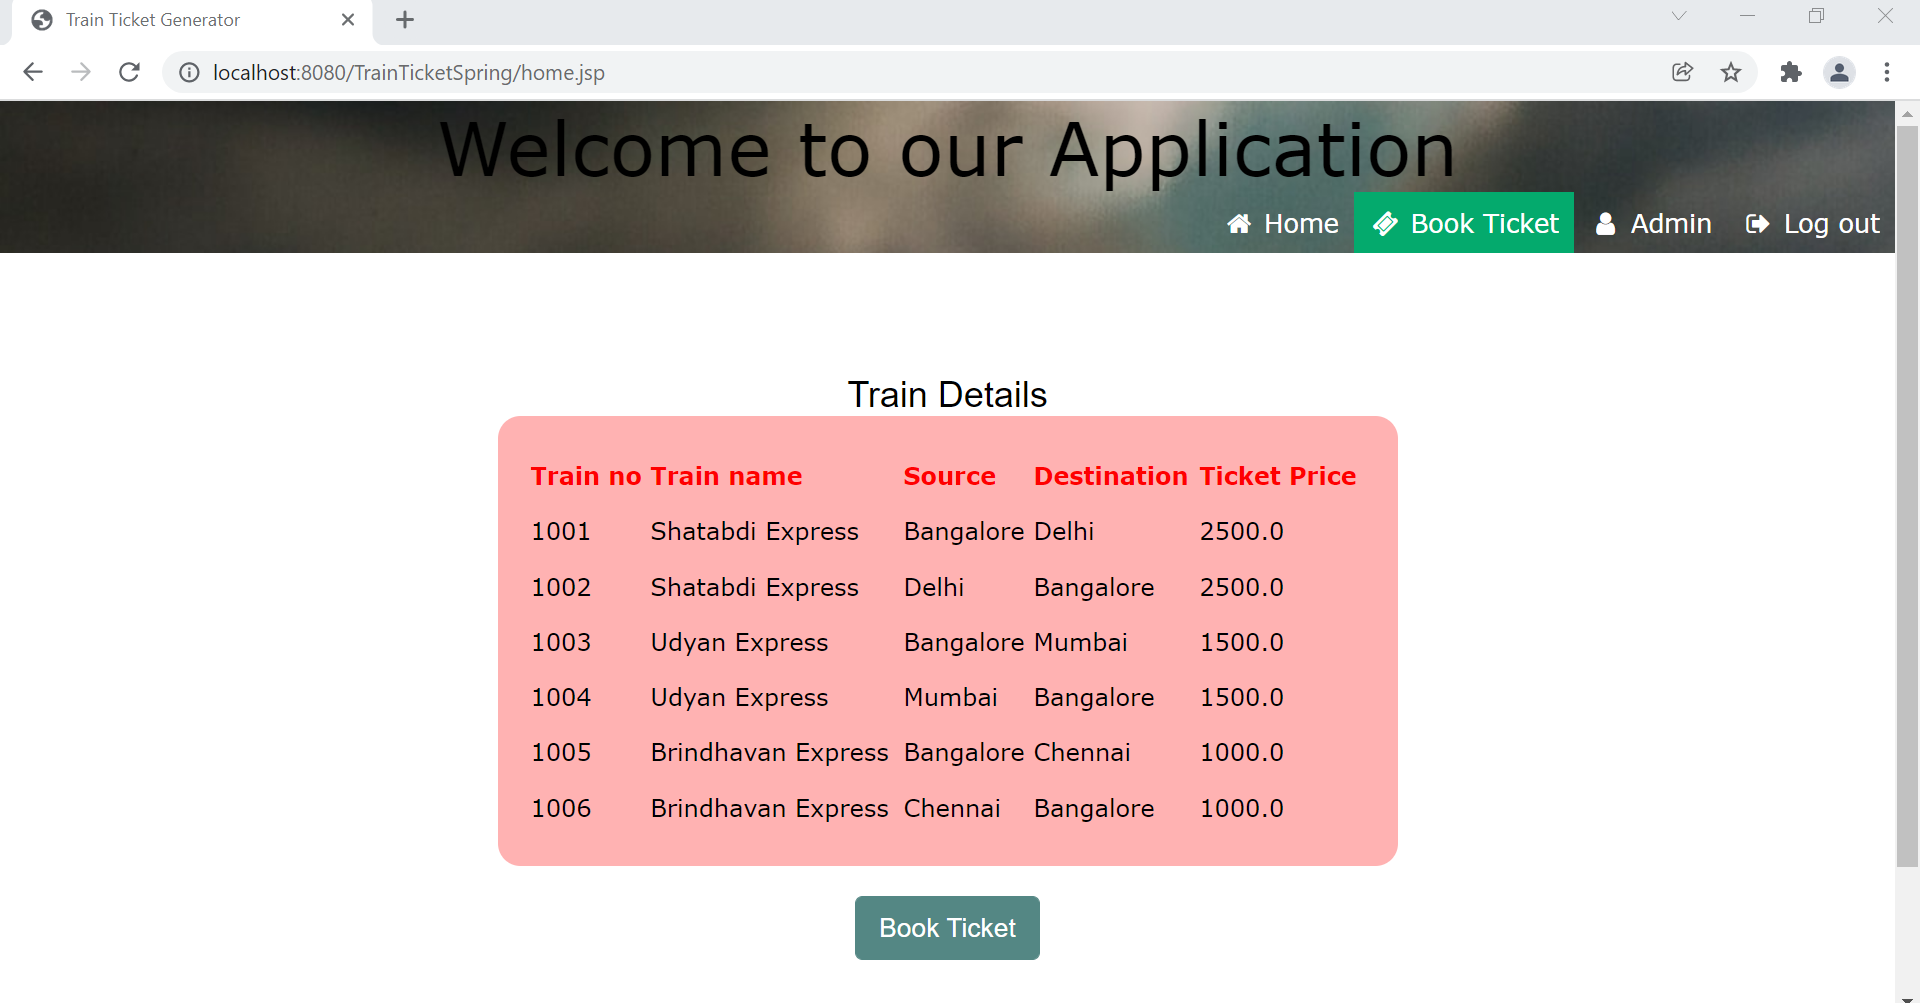 Train Ticket Generator
localhost:8080/TrainTicketSpring/home.jsp
Welcome to our Application
Home Book Ticket Admin Log out
Train Details
Train no Train name Source Destination Ticket Price
1001 Shatabdi Express Bangalore Delhi 2500.0
1002 Shatabdi Express Delhi Bangalore 2500.0
1003 Udyan Express Bangalore Mumbai 1500.0
1004 Udyan Express Mumbai Bangalore 1500.0
1005 Brindhavan Express Bangalore Chennai 1000.0
1006 Brindhavan Express Chennai Bangalore 1000.0
Book Ticket